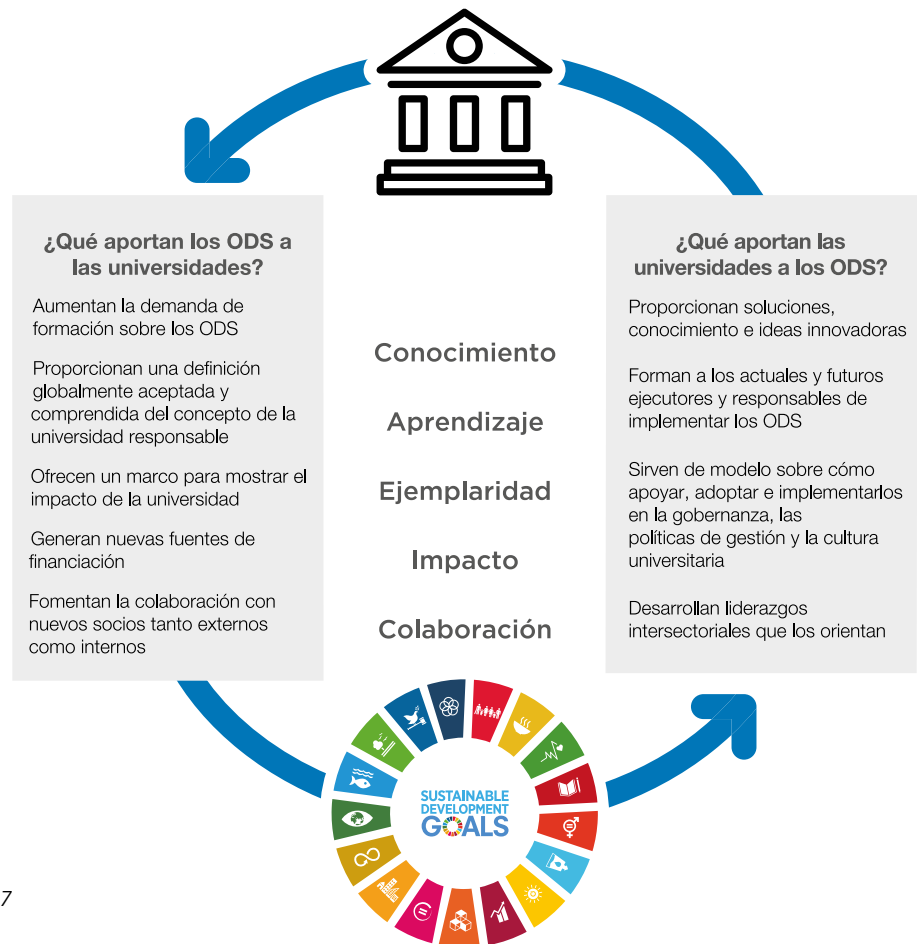 ¿Qué aportan los ODS a
las universidades?
Aumentan la demanda de
formación sobre los ODS
Proporcionan una definición
globalmente aceptada y
comprendida del concepto de la
universidad responsable
Ofrecen un marco para mostrar el
impacto de la universidad
Generan nuevas fuentes de
financiación
Fomentan la colaboración con
nuevos socios tanto externos
como internos
Conocimiento
Aprendizaje
Ejemplaridad
Impacto
Colaboración
¿Qué aportan las
universidades a los ODS?
Proporcionan soluciones,
conocimiento e ideas innovadoras
Forman a los actuales y futuros
ejecutores y responsables de
implementar los ODS
Sirven de modelo sobre cómo
apoyar, adoptar e implementarlos
en la gobernanza, las
políticas de gestión y la cultura
universitaria
Desarrollan liderazgos
intersectoriales que los orientan
SUSTAINABLE
DEVELOPMENT
GOALS
7